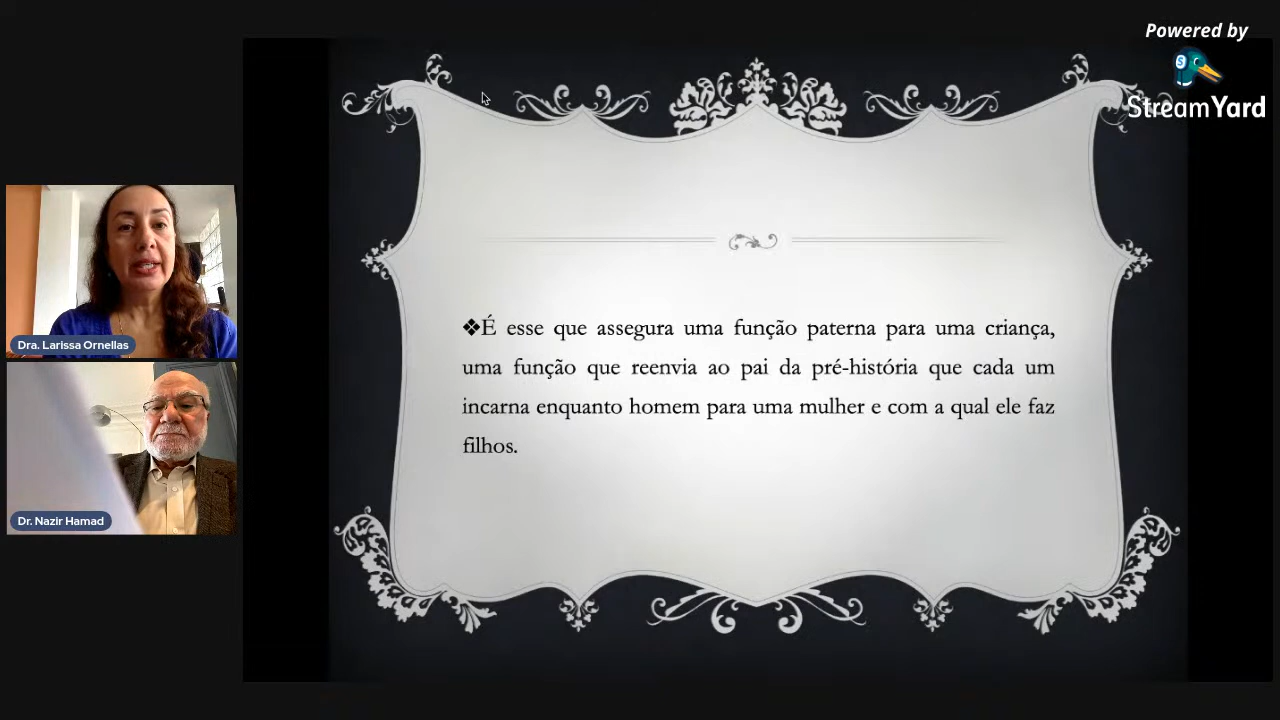 Powered by
StreamYard
❖É esse que assegura uma função paterna para uma criança,
uma função que reenvia ao pai da pré-história que cada um
incarna enquanto homem para uma mulher e com a qual ele faz
filhos.
Dra. Larissa Ornellas
Dr. Nazir Hamad